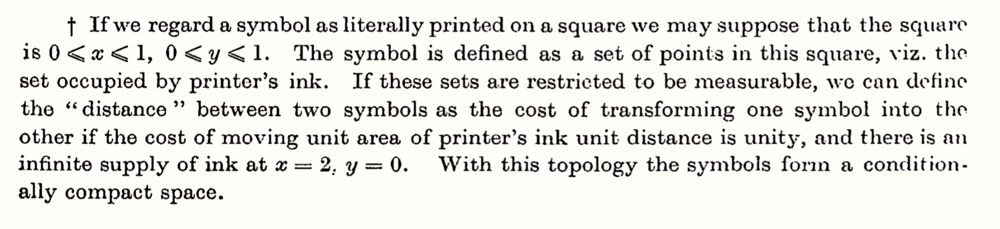 † If we regard a symbol as literally printed on a square we may suppose that the square
is 0 ⩽ x ⩽ 1, 0 ⩽ y ⩽ 1. The symbol is defined as a set of points in this square, viz. the
set occupied by printer's ink. If these sets are restricted to be measurable, we can define
the “distance” between two symbols as the cost of transforming one symbol into the
other if the cost of moving unit area of printer's ink unit distance is unity, and there is an
infinite supply of ink at x = 2, y = 0. With this topology the symbols form a condition-
ally compact space.